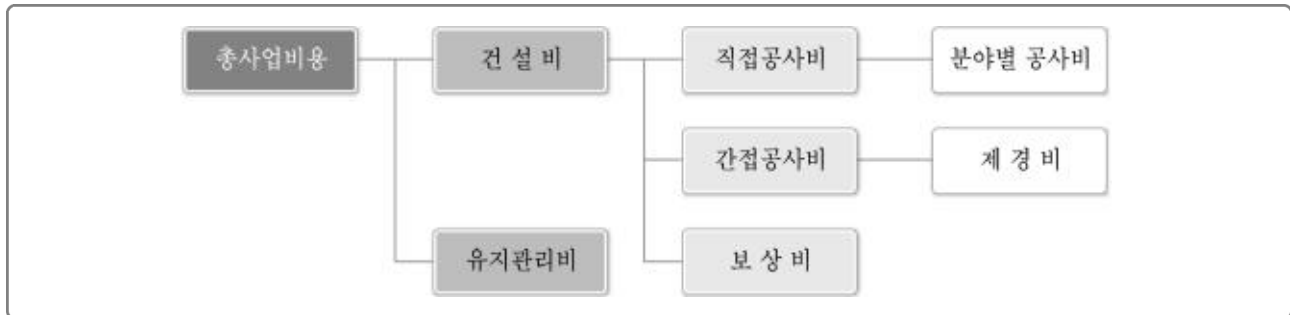 총사업비용 건 설 비 직접공사비 분야별 공사비
간접공사비 제 경 비
유지관리비 보 상 비